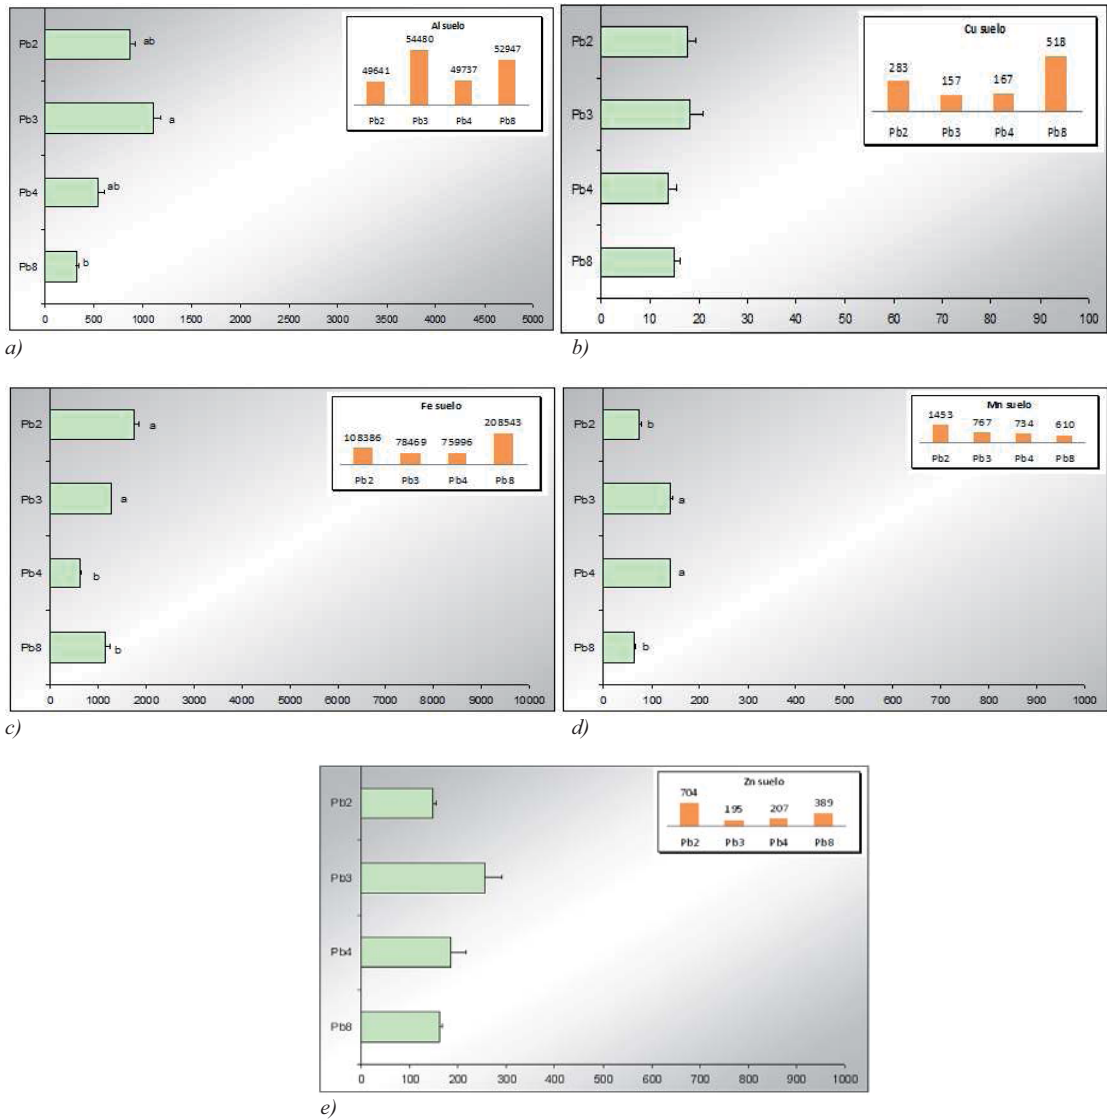 Al suelo
49641 54480 49737 52947
Pb2 Pb3 Pb4 Pb8
Pb2 ab
Pb3 a
Pb4 ab
Pb8 b
0 500 1000 1500 2000 2500 3000 3500 4000 4500 5000
a)
Cu suelo
283 157 167 518
Pb2 Pb3 Pb4 Pb8
Pb2
Pb3
Pb4
Pb8
0 10 20 30 40 50 60 70 80 90 100
b)
Fe suelo
108386 78469 75996 208543
Pb2 Pb3 Pb4 Pb8
Pb2 a
Pb3 a
Pb4 b
Pb8 b
0 1000 2000 3000 4000 5000 6000 7000 8000 9000 10000
c)
Mn suelo
1453 767 734 610
Pb2 Pb3 Pb4 Pb8
Pb2 b
Pb3 a
Pb4 a
Pb8 b
0 100 200 300 400 500 600 700 800 900 1000
d)
Zn suelo
704 195 207 389
Pb2 Pb3 Pb4 Pb8
Pb2
Pb3
Pb4
Pb8
0 100 200 300 400 500 600 700 800 900 1000
e)